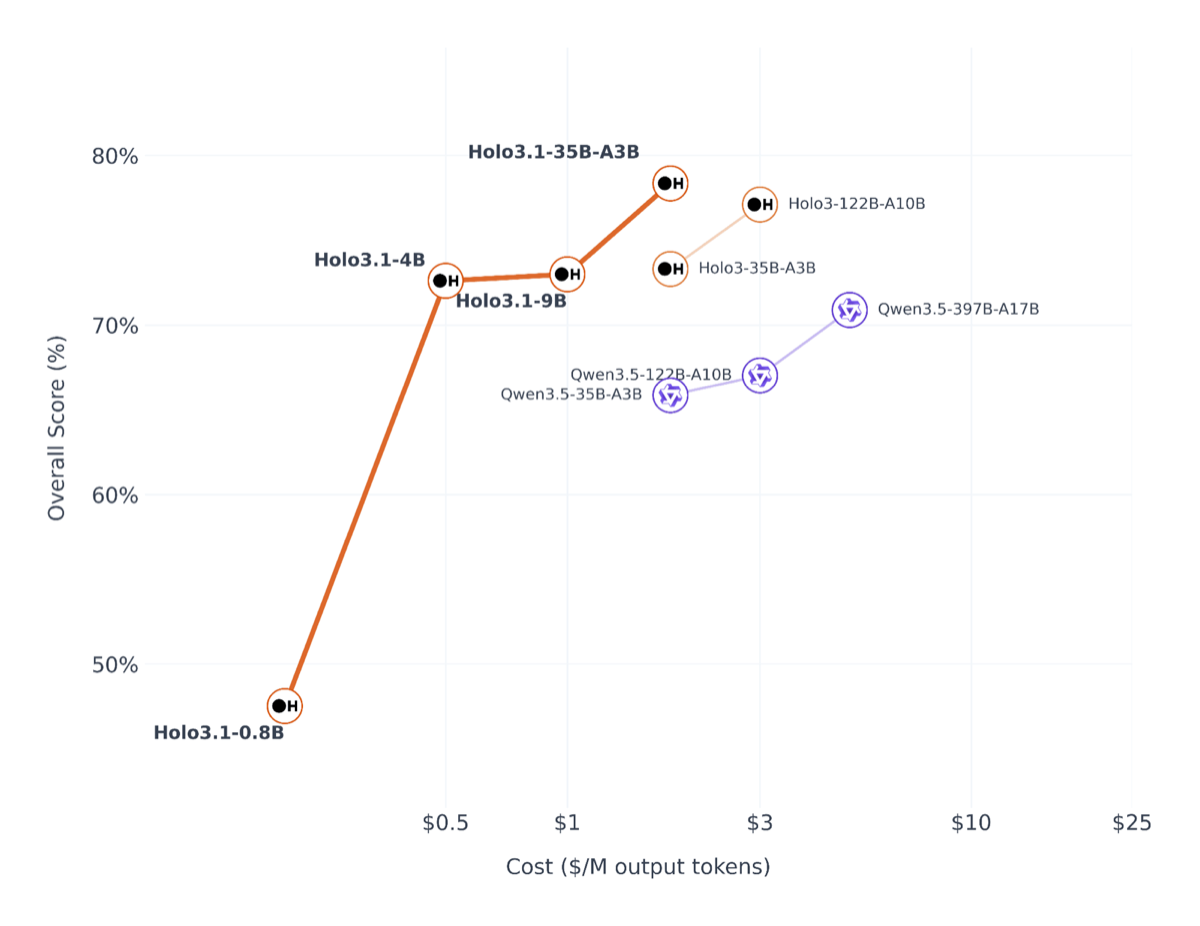 80%
Holo3.1-35B-A3B
H
H
Holo3-122B-A10B
Holo3.1-4B
H
Holo3.1-9B
H
H
Holo3-35B-A3B
70%
Qwen3.5-397B-A17B
Qwen3.5-122B-A10B
Qwen3.5-35B-A3B
Overall Score (%)
60%
50%
H
Holo3.1-0.8B
$0.5
$1
$3
$10
$25
Cost ($/M output tokens)